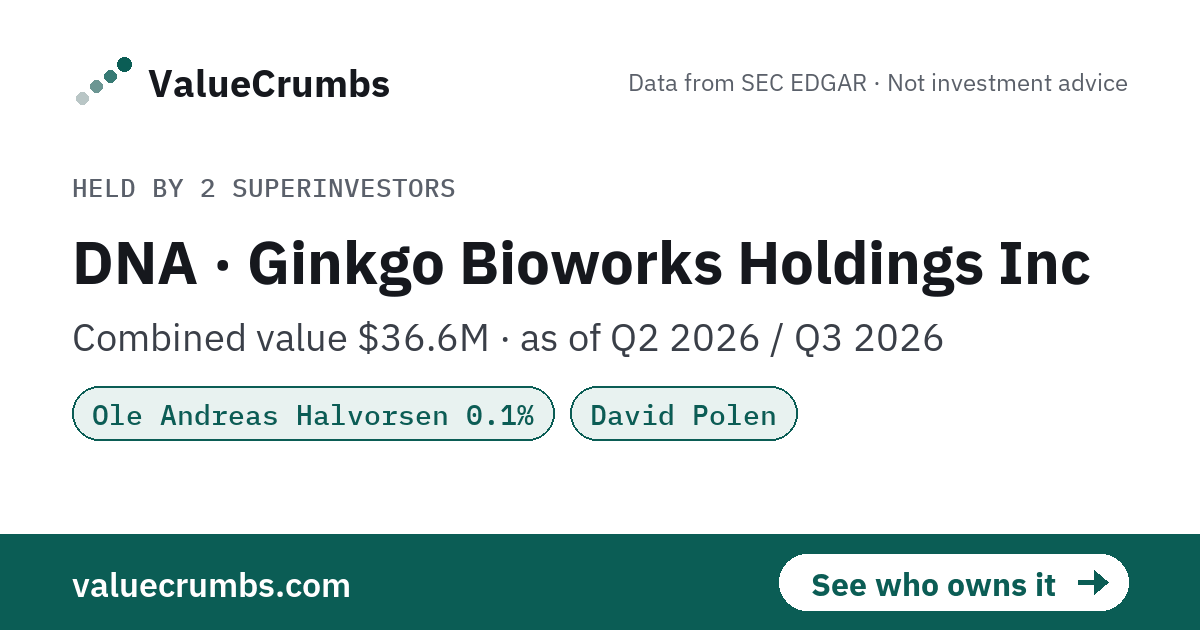 ValueCrumbs
Data from SEC EDGAR · Not investment advice
HELD BY 2 SUPERINVESTORS
DNA · Ginkgo Bioworks Holdings Inc
Combined value $36.6M · as of Q2 2026 / Q3 2026
Ole Andreas Halvorsen 0.1% David Polen
valuecrumbs.com
See who owns it →